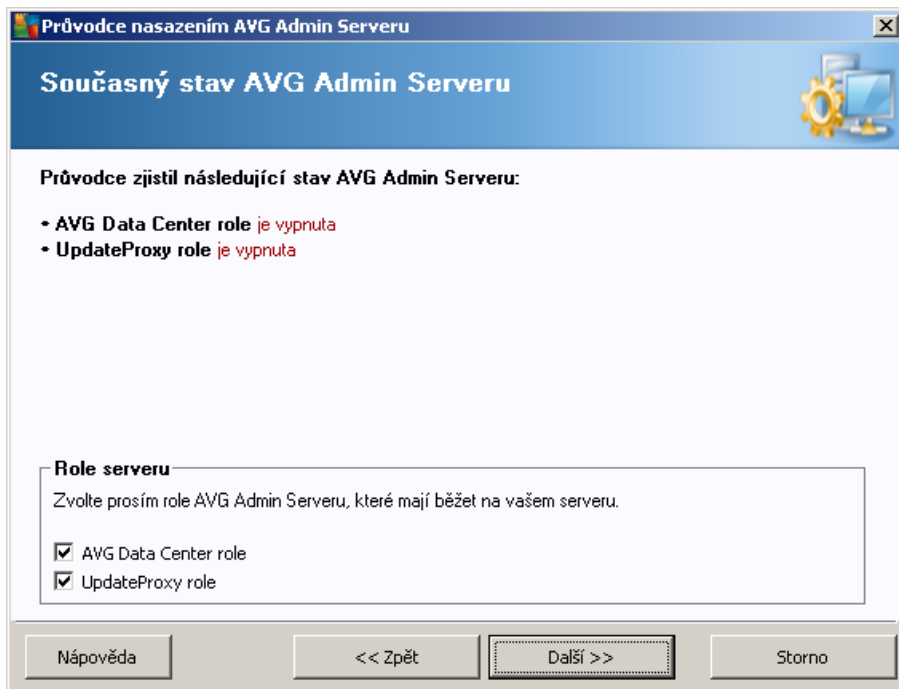 Průvodce nasazením AVG Admin Serveru
Současný stav AVG Admin Serveru
Průvodce zjistil následující stav AVG Admin Serveru:
• AVG Data Center role je vypnuta
• UpdateProxy role je vypnuta
Role serveru
Zvolte prosím role AVG Admin Serveru, které mají běžet na vašem serveru.
AVG Data Center role
UpdateProxy role
Nápověda << Zpět Další >> Storno